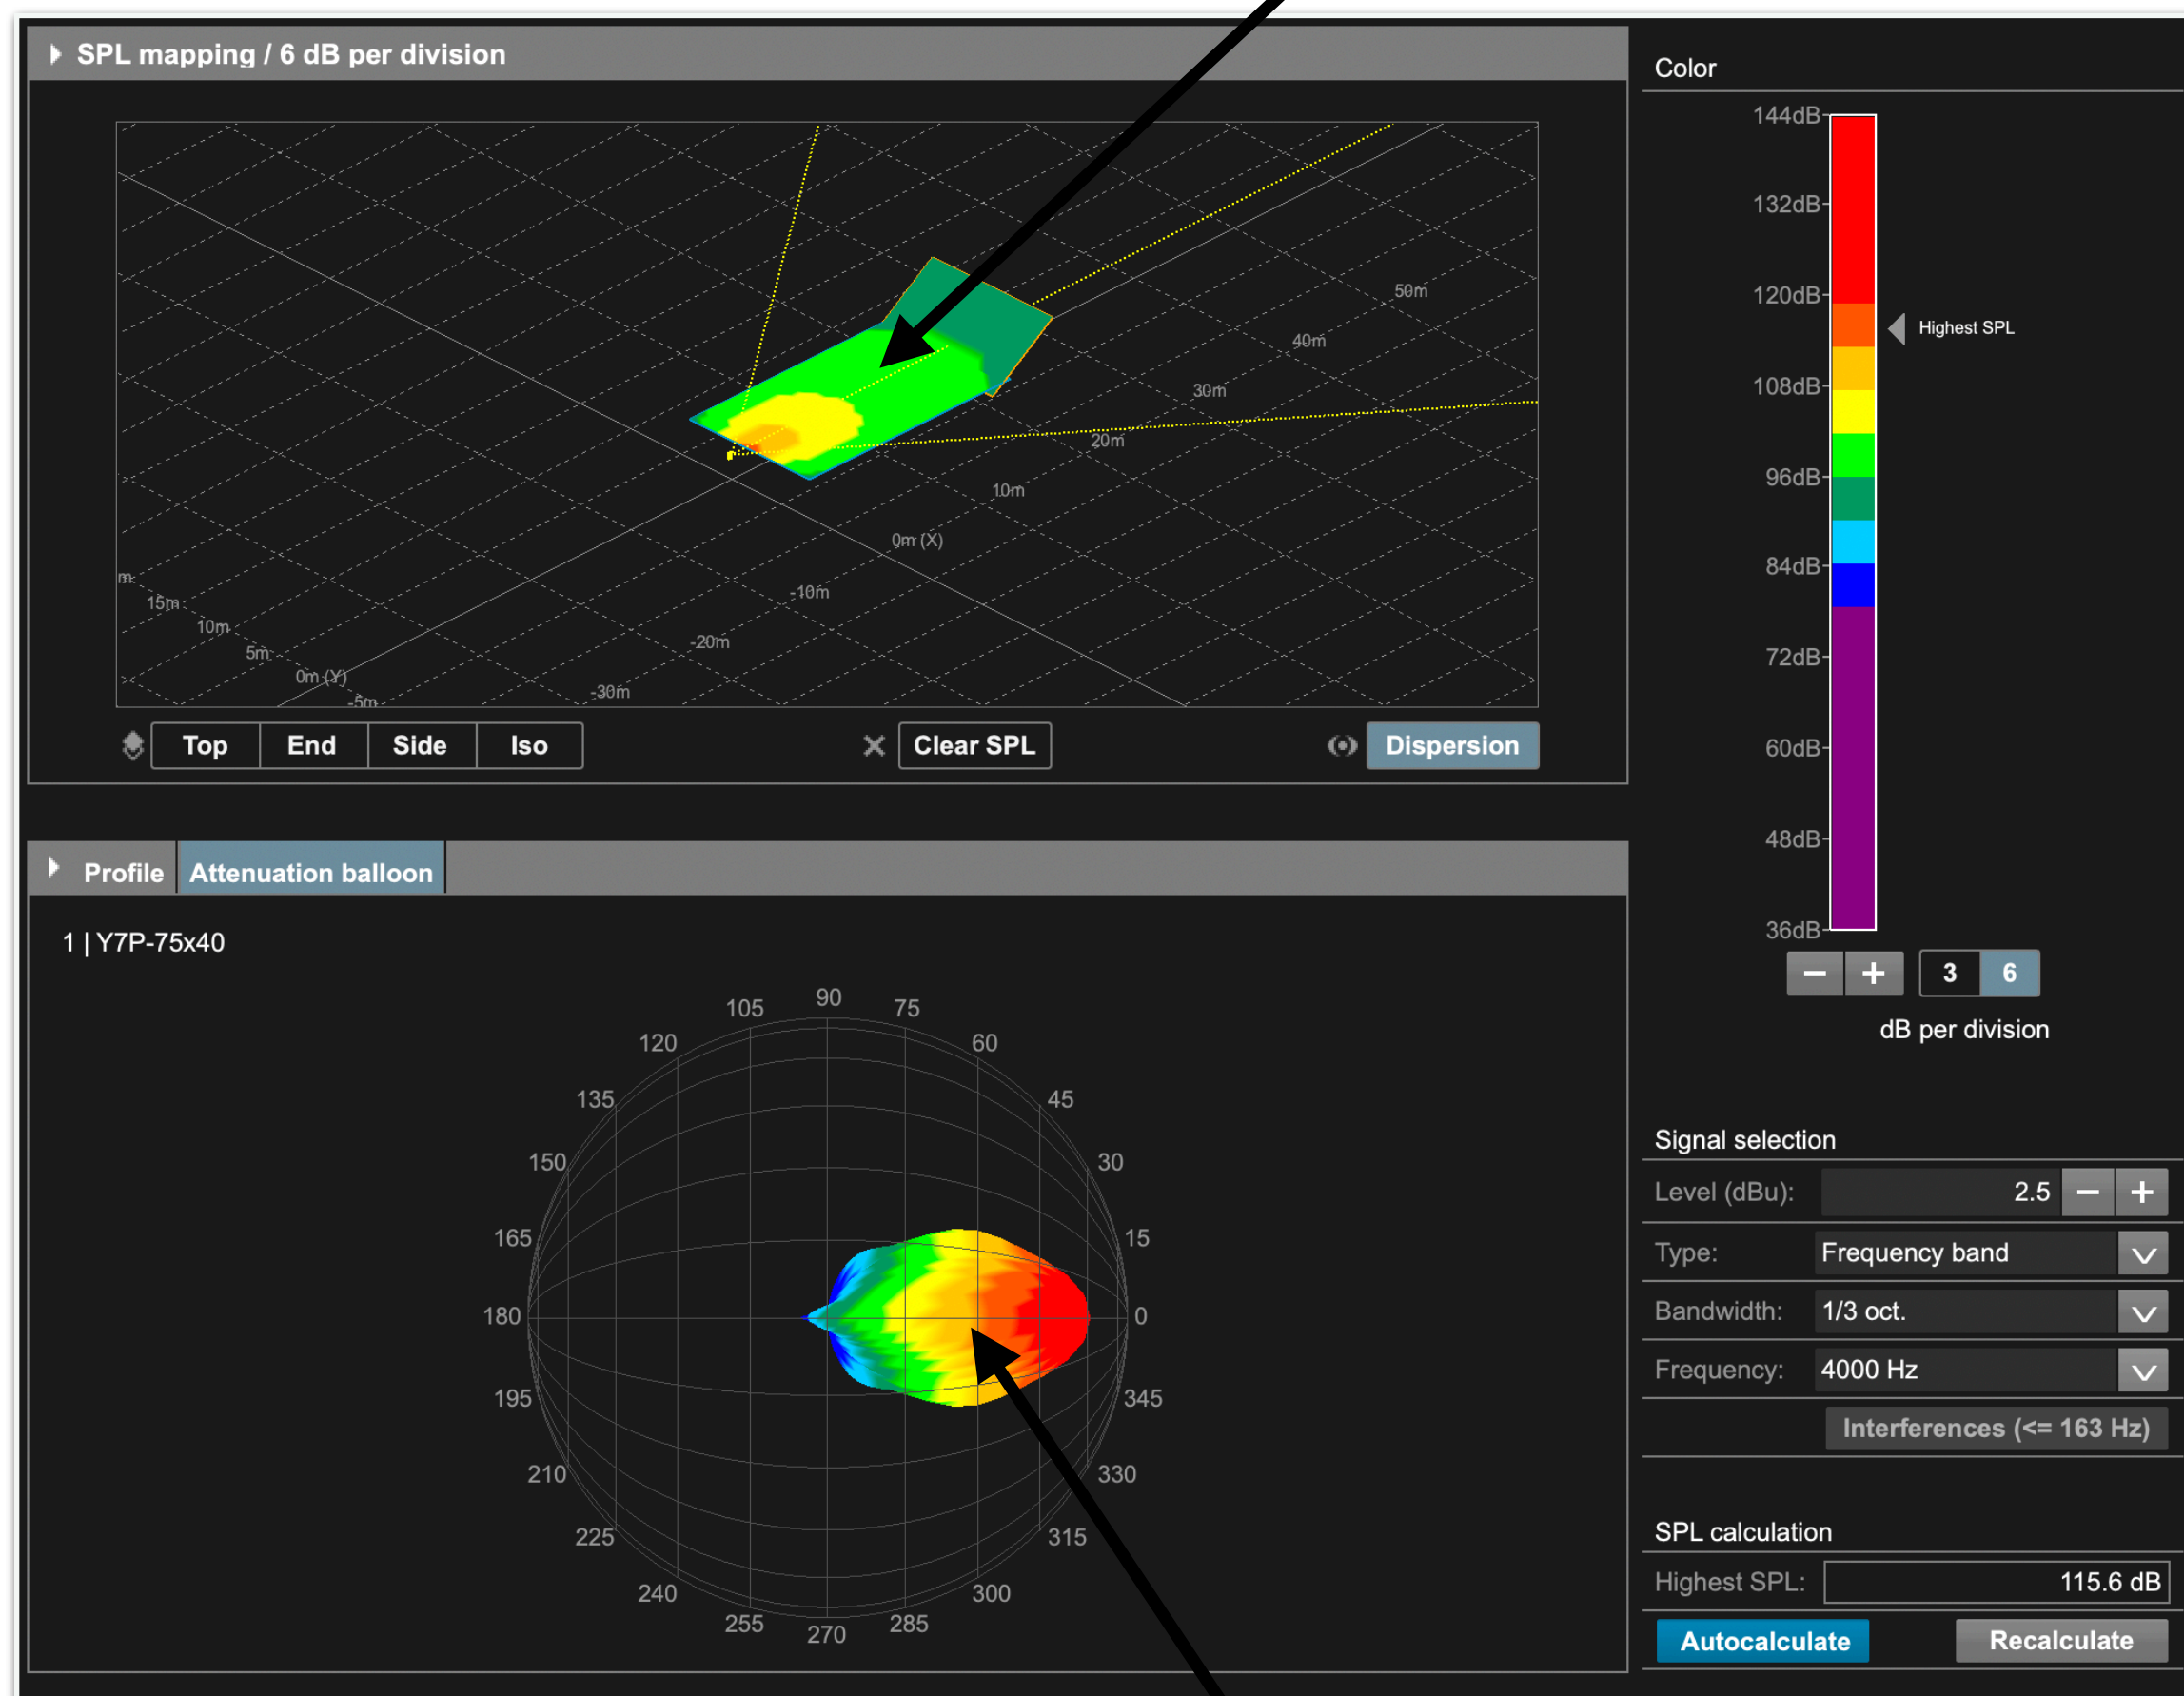 SPL mapping / 6 dB per division
50m
40m
30m
20m
10m
0m (X)
m
15m
-10m
10m
5m
-20m
0m (Y)
-30m
-5m
Top End Side Iso
Clear SPL
Dispersion
Profile Attenuation balloon
1 | Y7P-75x40
90
105 75
120 60
135 45
150 30
165 15
180 0
195 345
210 330
225 315
240 300
255 285
270
Color
144dB
132dB
120dB
Highest SPL
108dB
96dB
84dB
72dB
60dB
48dB
36dB
− + 3 6
dB per division
Signal selection
Level (dBu): 2.5 − +
Type: Frequency band
Bandwidth: 1/3 oct.
Frequency: 4000 Hz
Interferences (<= 163 Hz)
SPL calculation
Highest SPL: 115.6 dB
Autocalculate Recalculate